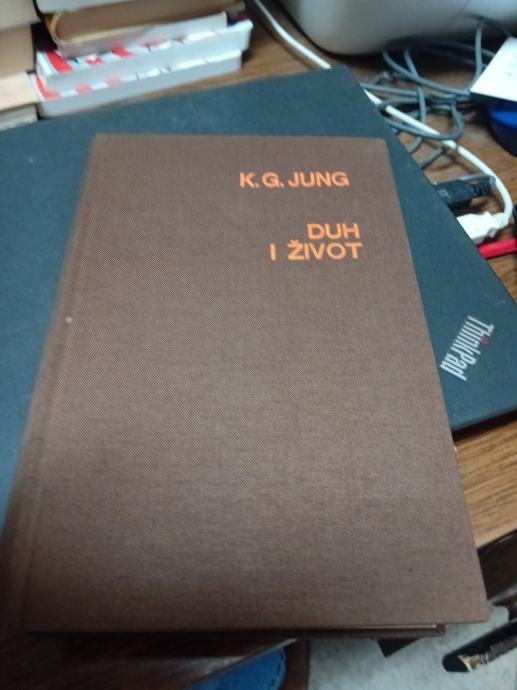 K. G. JUNG
DUH
I ŽIVOT
ThinkPad